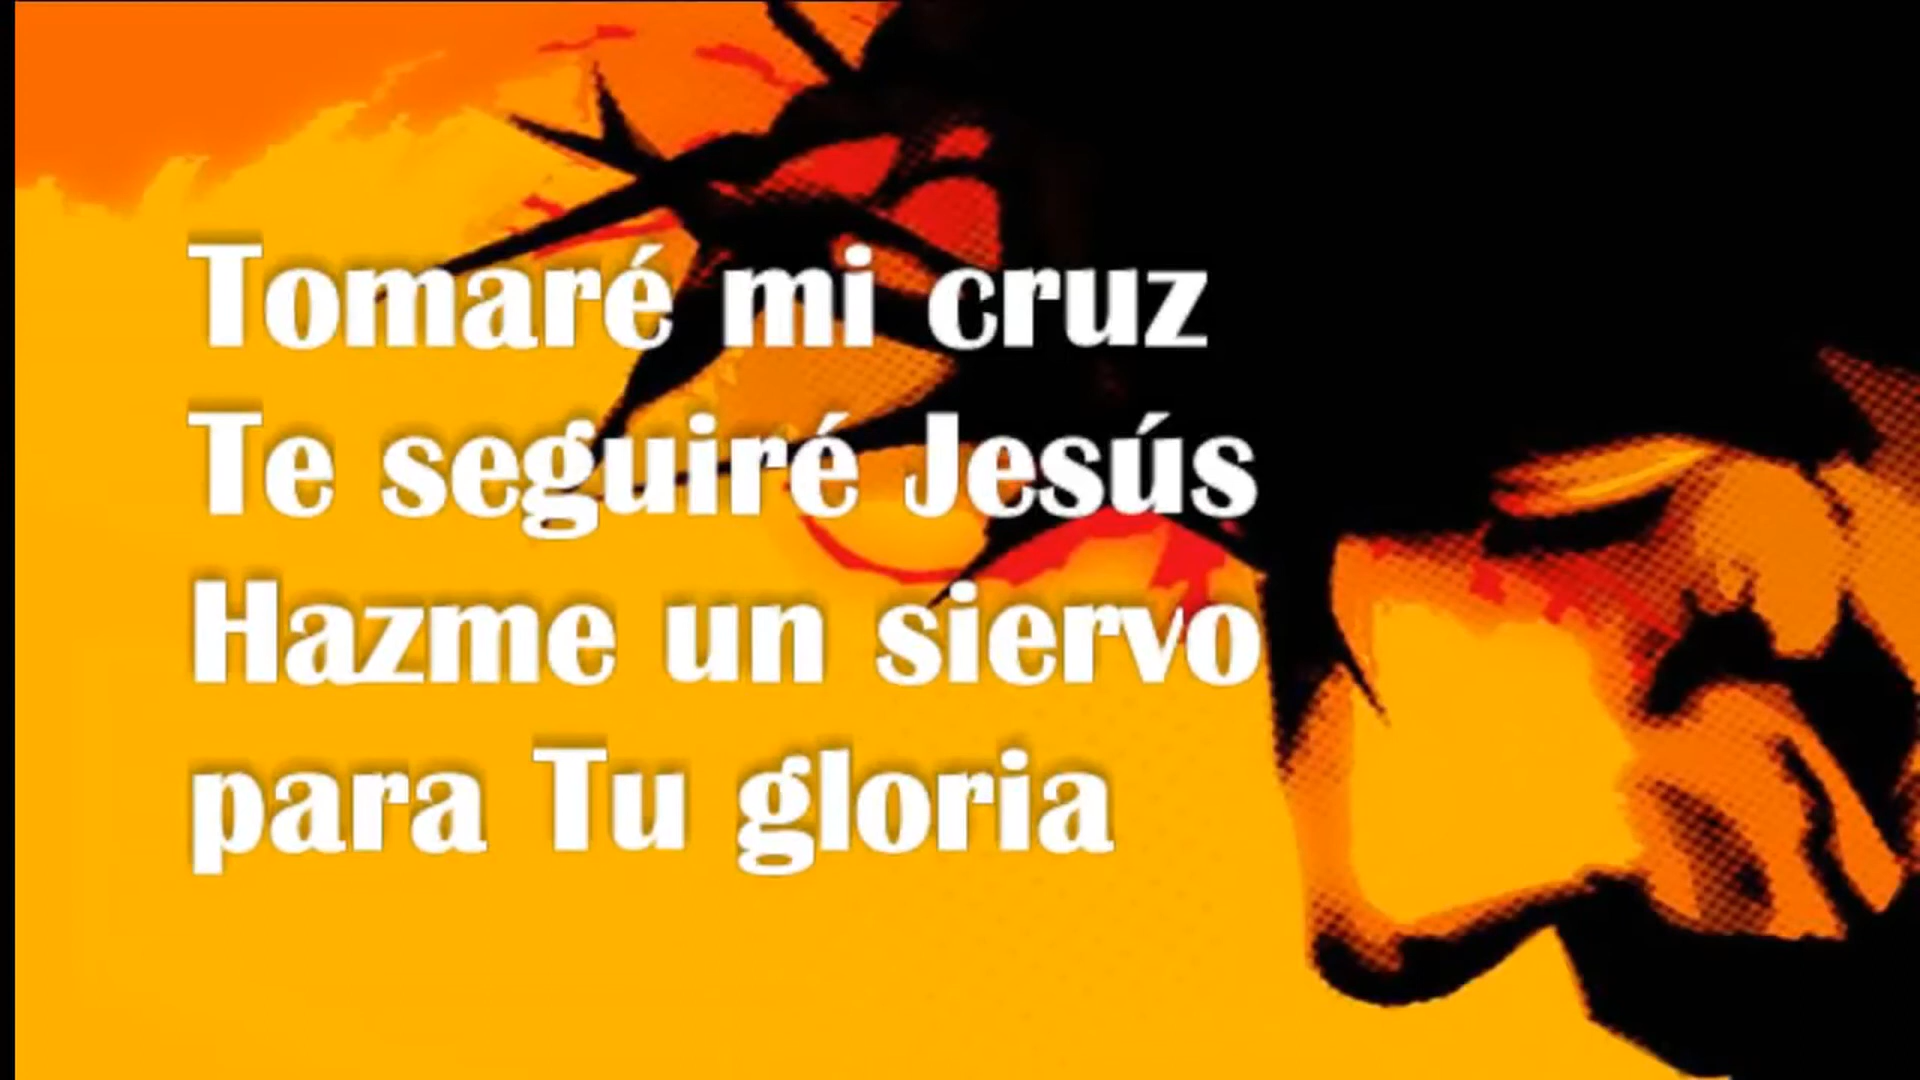 Tomaré mi cruz
Te seguiré Jesús
Hazme un siervo
para Tu gloria